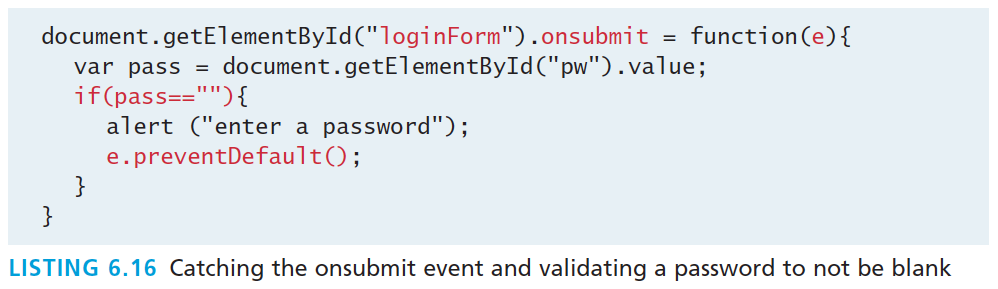 document.getElementById("loginForm").onsubmit = function(e){
var pass = document.getElementById("pw").value;
if(pass==""){
alert ("enter a password");
e.preventDefault();
}
}
LISTING 6.16 Catching the onsubmit event and validating a password to not be blank